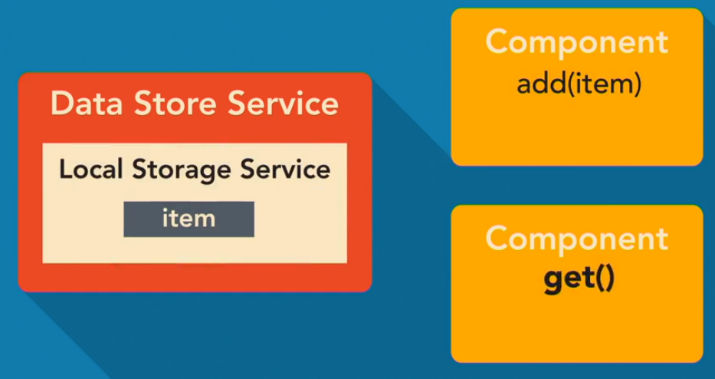 Data Store Service
Local Storage Service
item
Component
add(item)
Component
get()